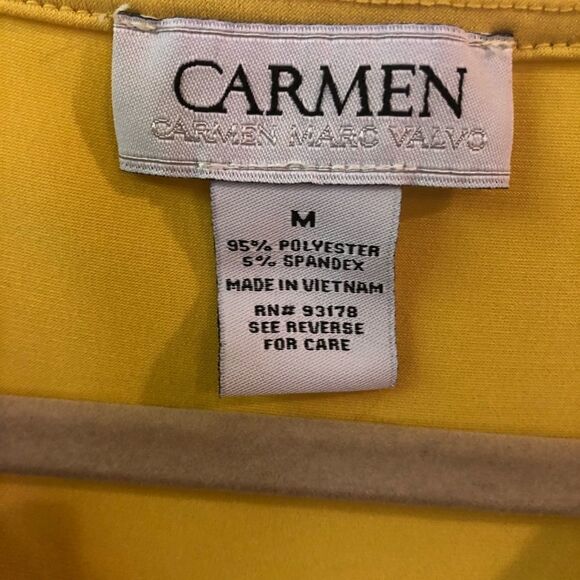 CARMEN
CARMEN MARC VALVO
M
95% POLYESTER
5% SPANDEX
MADE IN VIETNAM
RN# 93178
SEE REVERSE
FOR CARE